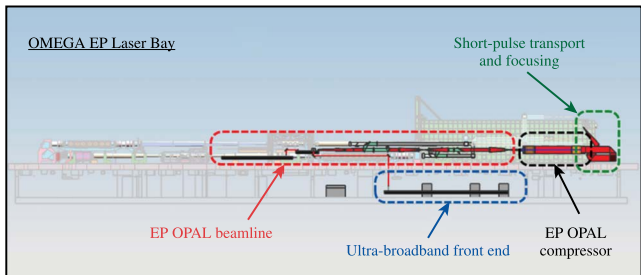 OMEGA EP Laser Bay
Short-pulse transport
and focusing
EP OPAL beamline
Ultra-broadband front end
EP OPAL
compressor